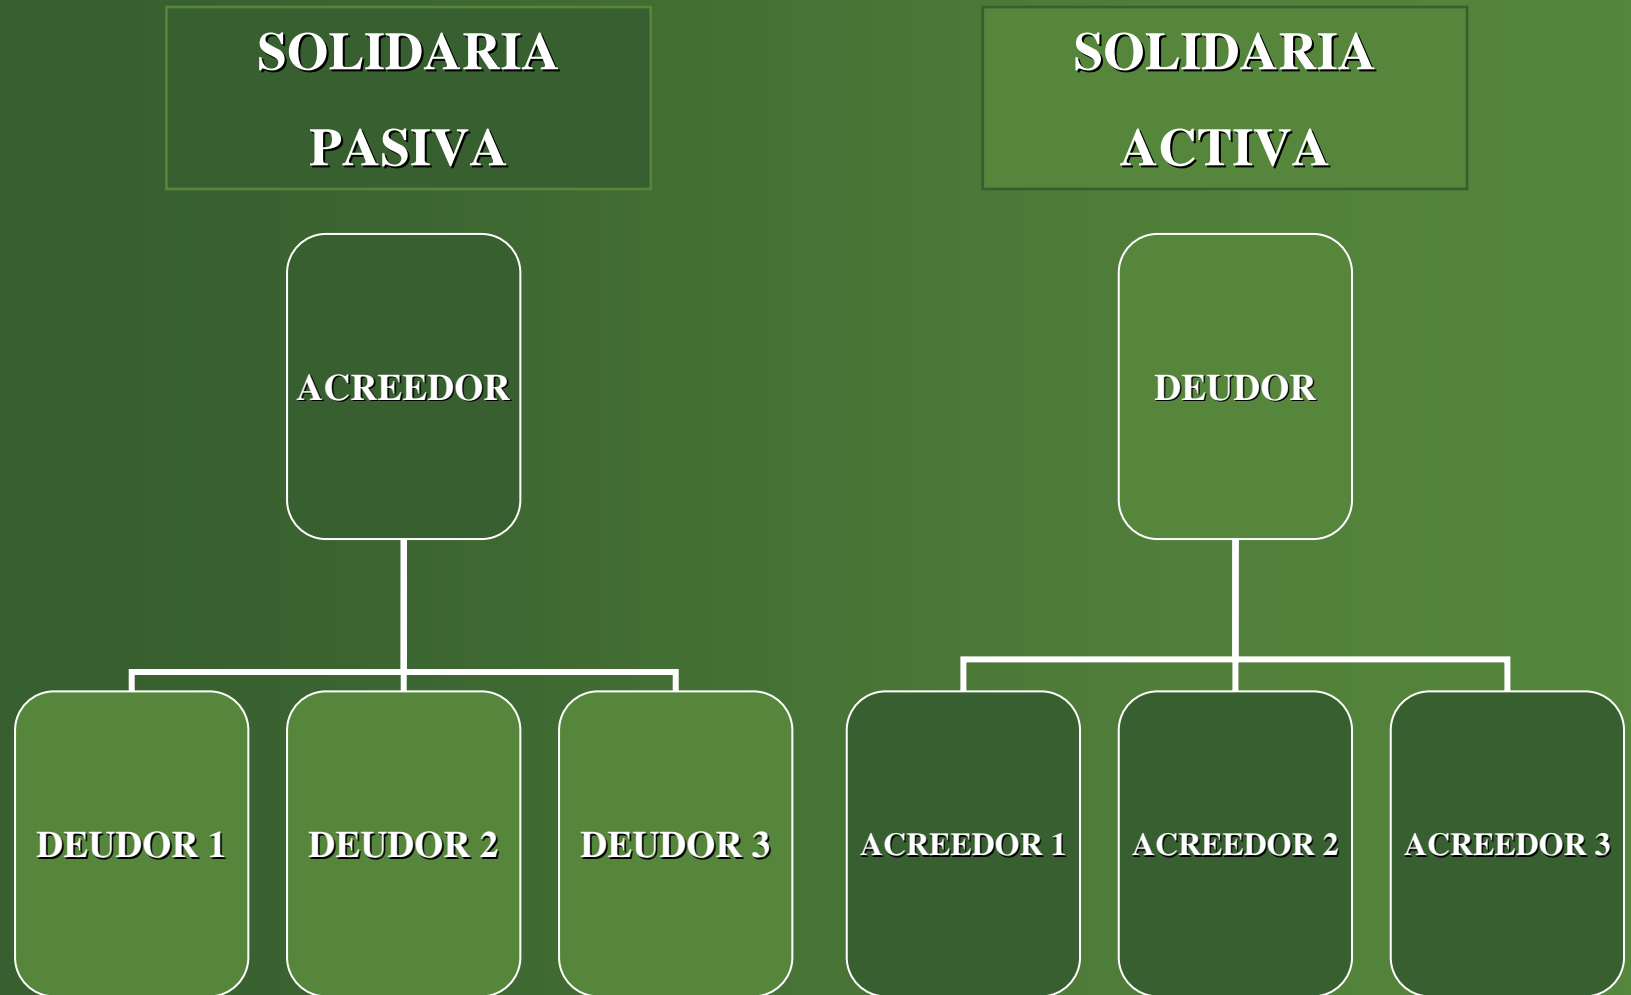 SOLIDARIA
PASIVA
ACREEDOR
DEUDOR 1
DEUDOR 2
DEUDOR 3
SOLIDARIA
ACTIVA
DEUDOR
ACREEDOR 1
ACREEDOR 2
ACREEDOR 3